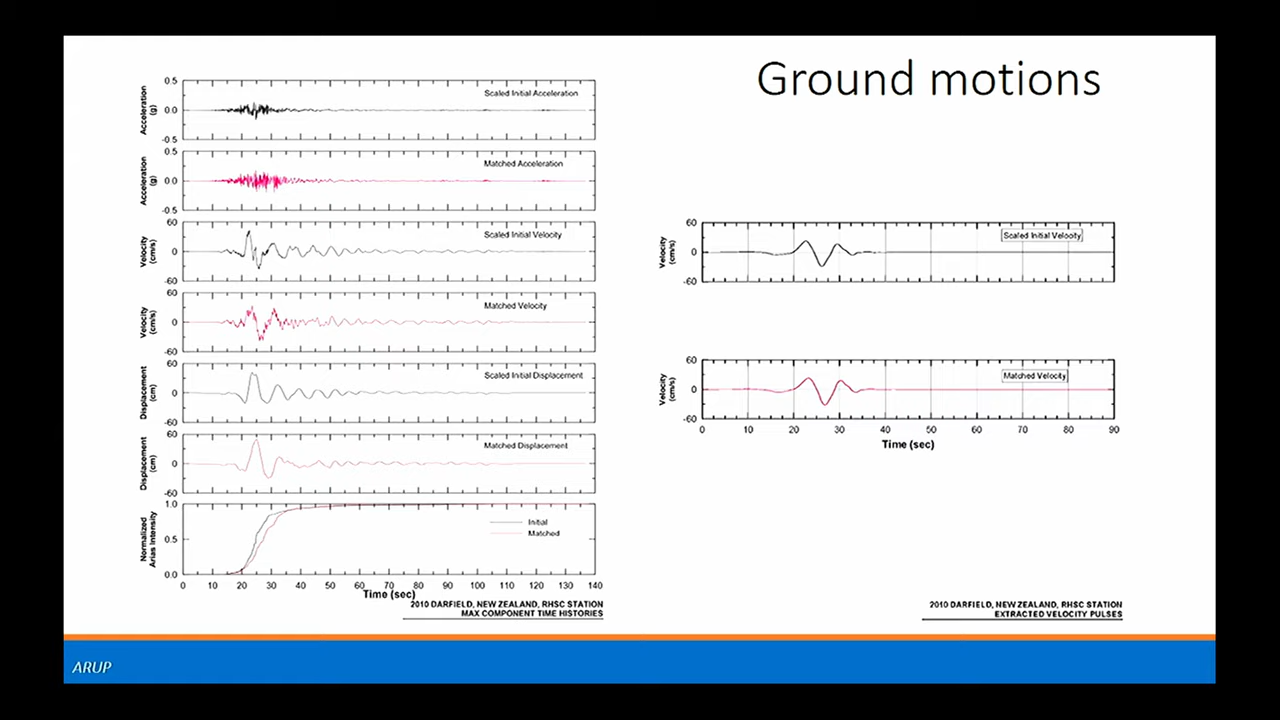 Ground motions
0.5
Scaled Initial Acceleration
Acceleration
(g)
0.0
-0.5
0.5
Matched Acceleration
Acceleration
(g)
0.0
-0.5
60
Scaled Initial Velocity
Velocity
(cm/s)
0
-60
60
Matched Velocity
Velocity
(cm/s)
0
-60
60
Scaled Initial Displacement
Displacement
(cm)
0
-60
60
Matched Displacement
Displacement
(cm)
0
-60
1.0
Initial
Matched
Normalized
Arias Intensity
0.5
0.0
0 10 20 30 40 50 60 70 80 90 100 110 120 130 140
Time (sec)
2010 DARFIELD, NEW ZEALAND, RHSC STATION
MAX COMPONENT TIME HISTORIES
60
Scaled Initial Velocity
Velocity
(cm/s)
0
-60
60
Matched Velocity
Velocity
(cm/s)
0
-60
0 10 20 30 40 50 60 70 80 90
Time (sec)
2010 DARFIELD, NEW ZEALAND, RHSC STATION
EXTRACTED VELOCITY PULSES
ARUP